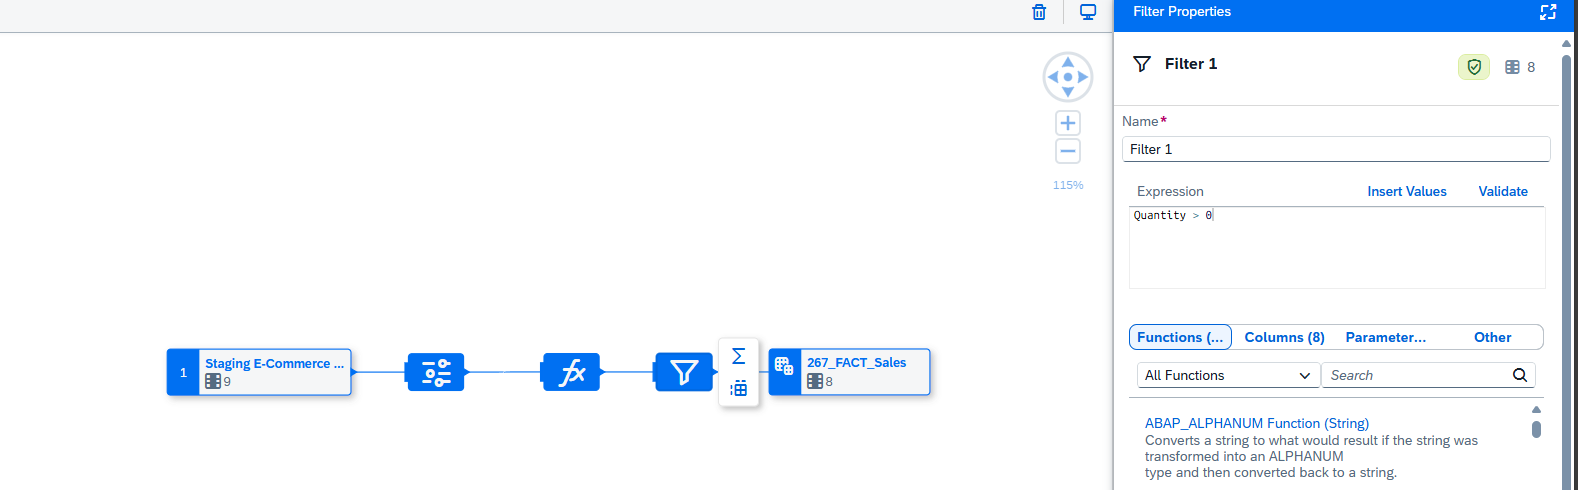 Filter Properties
Filter 1
8
Name*
Filter 1
115%
Expression
Insert Values
Validate
Quantity > 0
Functions (...
Columns (8)
Parameter...
Other
1
Staging E-Commerce ...
9
267_FACT_Sales
8
All Functions
Search
ABAP_ALPHANUM Function (String)
Converts a string to what would result if the string was
transformed into an ALPHANUM
type and then converted back to a string.